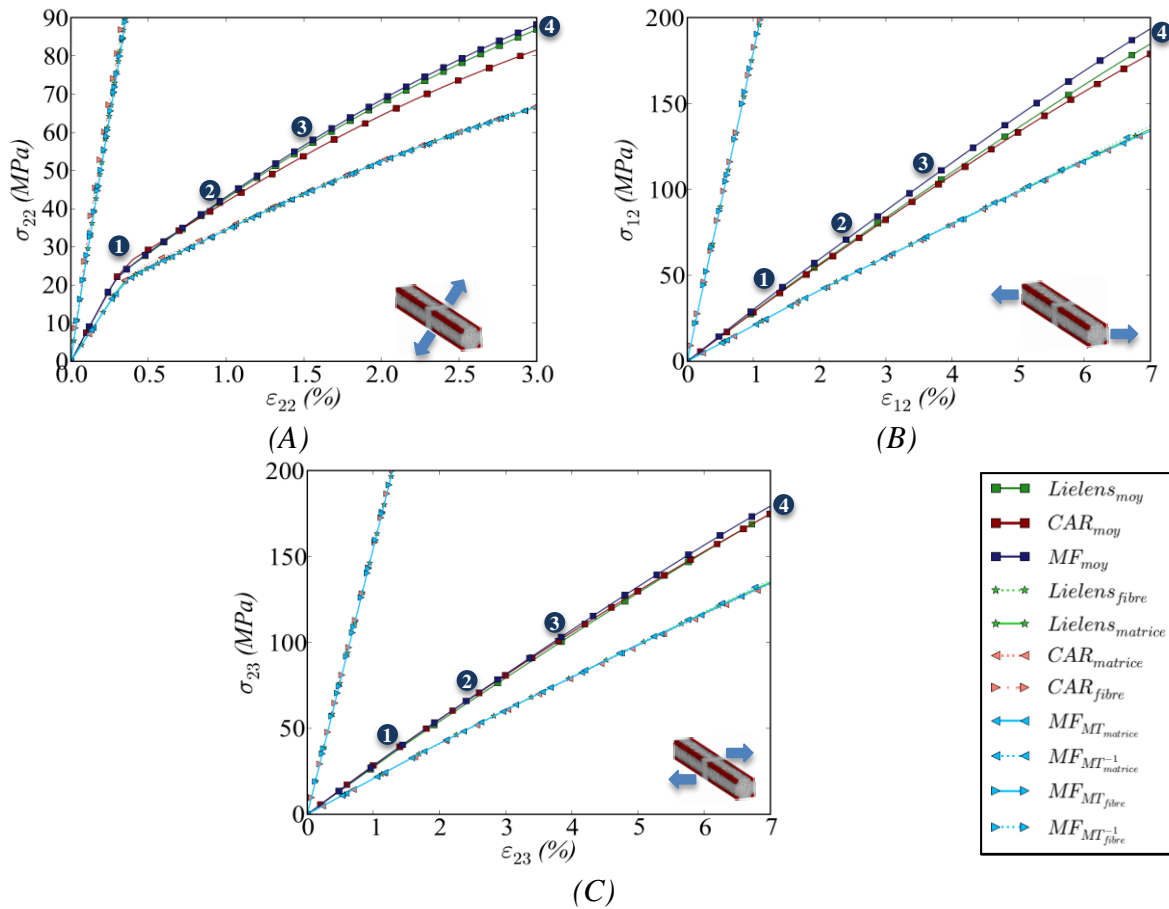 90
80
70
60
50
40
30
20
10
0
σ22 (MPa)
0.0 0.5 1.0 1.5 2.0 2.5 3.0
ε22 (%)
1
2
3
4
(A)
200
150
100
50
0
σ12 (MPa)
0 1 2 3 4 5 6 7
ε12 (%)
1
2
3
4
(B)
200
150
100
50
0
σ23 (MPa)
0 1 2 3 4 5 6 7
ε23 (%)
1
2
3
4
(C)
Lielens_moy
CAR_moy
MF_moy
Lielens_fibre
Lielens_matrice
CAR_matrice
CAR_fibre
MF_MT_matrice
MF_MT^-1_matrice
MF_MT_fibre
MF_MT^-1_fibre